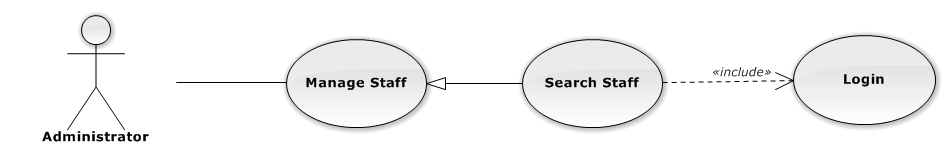 Administrator
Manage Staff
Search Staff
«include»
Login